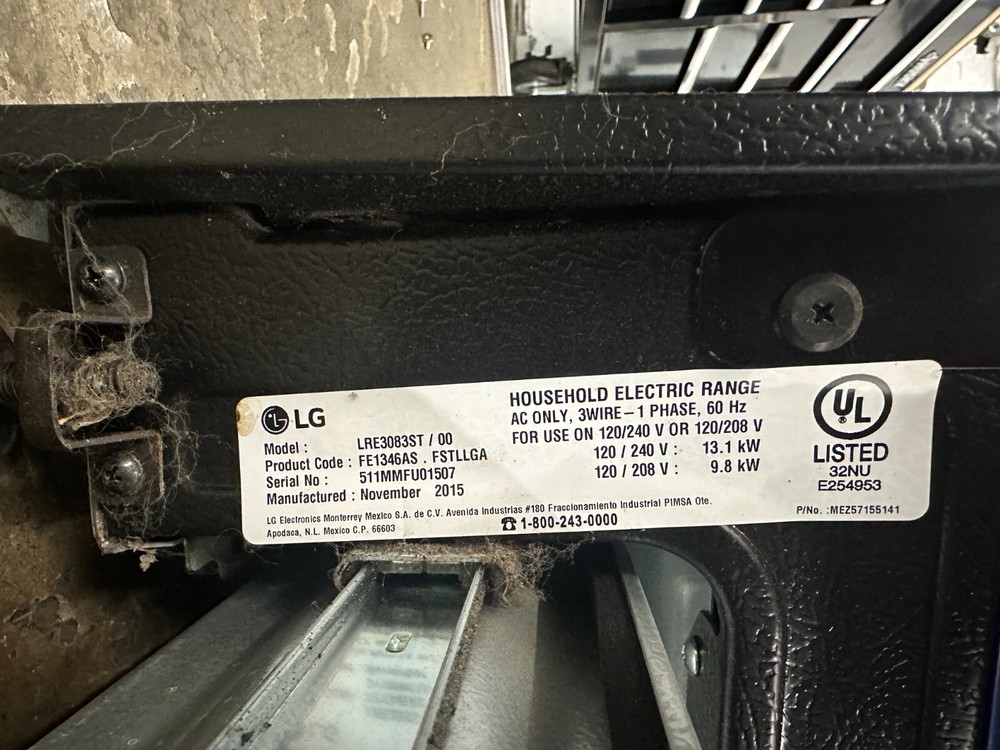 LG
Model : LRE3083ST / 00
Product Code : FE1346AS . FSTLLGA
Serial No : 511MMFU01507
Manufactured : November 2015
HOUSEHOLD ELECTRIC RANGE
AC ONLY, 3WIRE–1 PHASE, 60 Hz
FOR USE ON 120/240 V OR 120/208 V
120 / 240 V : 13.1 kW
120 / 208 V : 9.8 kW
UL
LISTED
32NU
E254953
LG Electronics Monterrey Mexico S.A. de C.V. Avenida Industrias #180 Fraccionamiento Industrial PIMSA Ote.
Apodaca, N.L. Mexico C.P. 66603
☎ 1-800-243-0000
P/No. :MEZ57155141